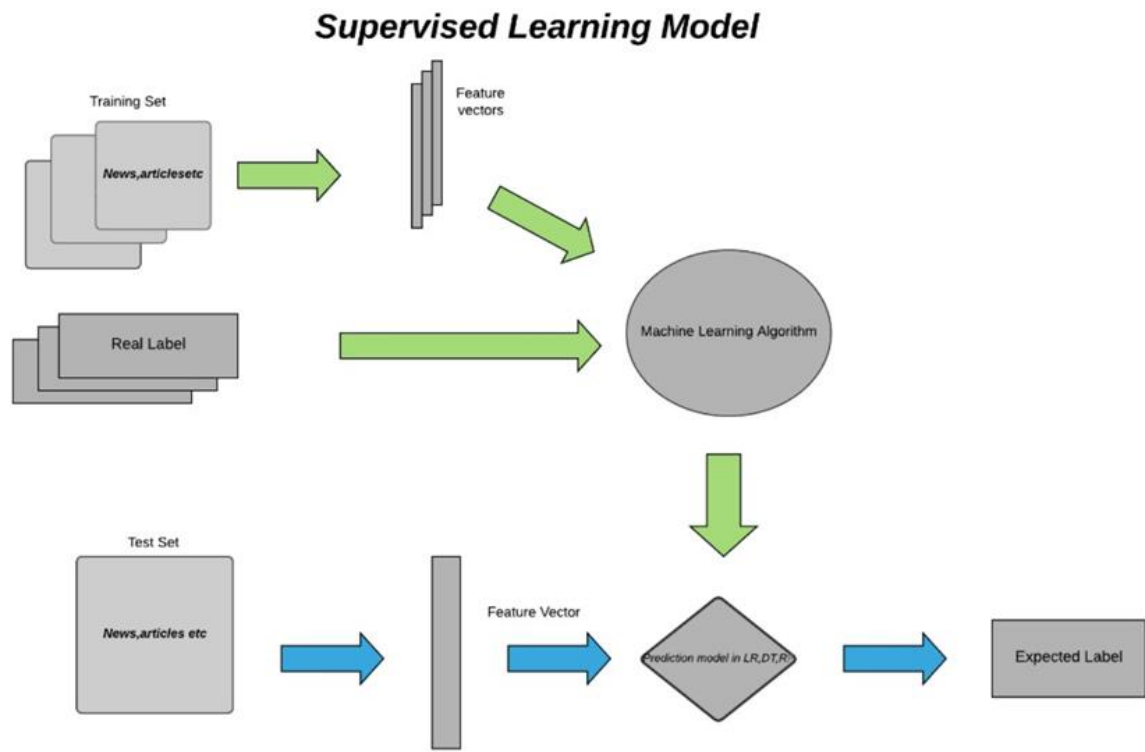 Supervised Learning Model
Training Set
News,articlesetc
Feature
vectors
Real Label
Machine Learning Algorithm
Test Set
News,articles etc
Feature Vector
Prediction model in LR,DT,
Expected Label